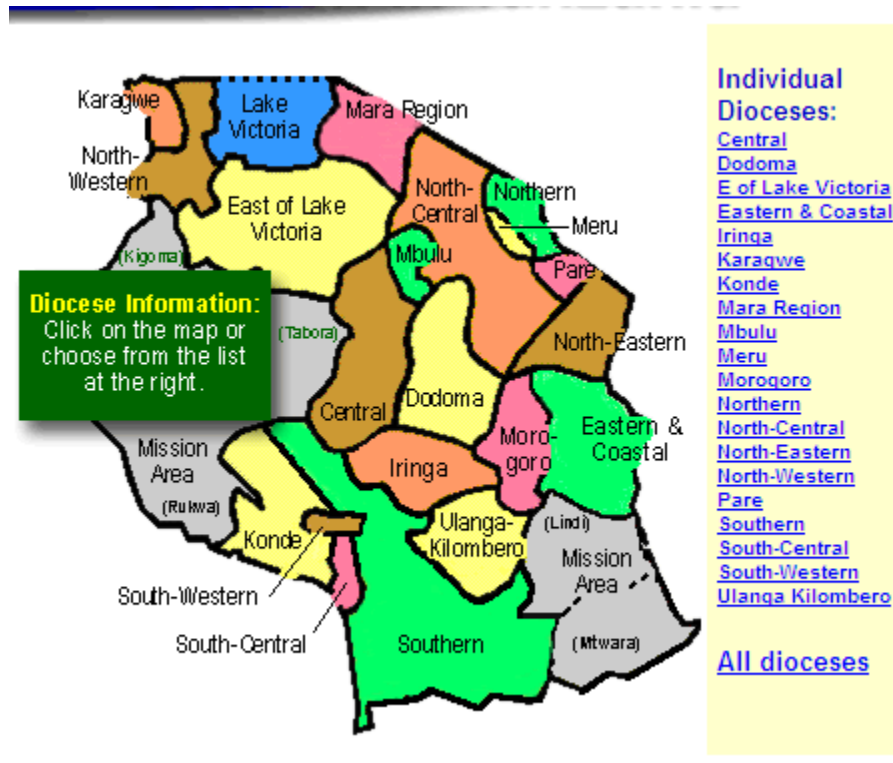 Karagwe
Lake
Victoria
Mara Region
North-
Western
East of Lake
Victoria
North-
Central
Northern
Meru
Mbulu
Pare
(Kigoma)
Diocese Information:
Click on the map or
choose from the list
at the right.
(Tabora)
North-Eastern
Central
Dodoma
Mission
Area
(Rukwa)
Iringa
Moro-
goro
Eastern &
Coastal
Konde
Ulanga-
Kilombero
(Lindi)
Mission
Area
South-Western
South-Central
Southern
(Mtwara)
Individual
Dioceses:
Central
Dodoma
E of Lake Victoria
Eastern & Coastal
Iringa
Karagwe
Konde
Mara Region
Mbulu
Meru
Morogoro
Northern
North-Central
North-Eastern
North-Western
Pare
Southern
South-Central
South-Western
Ulanga Kilombero
All dioceses